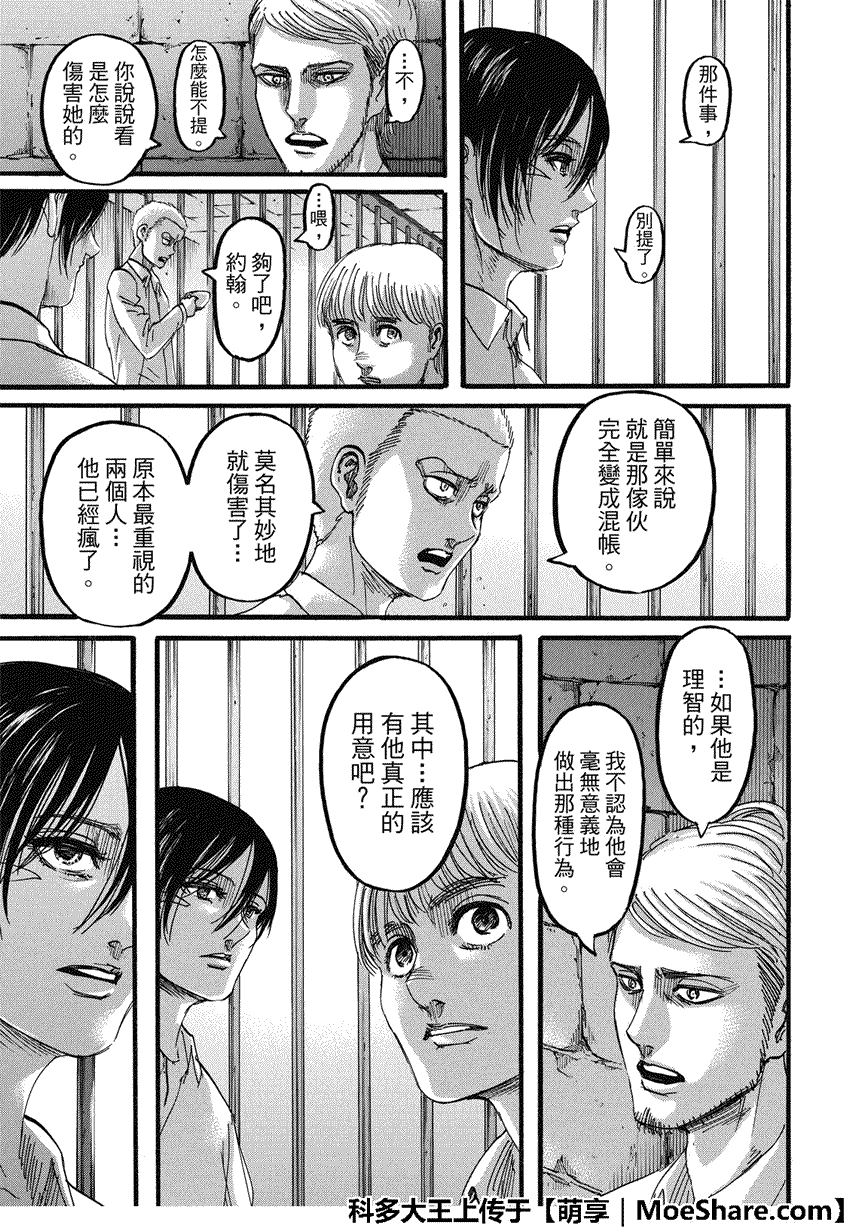 那件事，
別提了。
…不，
怎麼能不提。
你說說看
是怎麼
傷害她的。
…喂，
夠了吧，
約翰。
簡單來說
就是那傢伙
完全變成混帳。
莫名其妙地
就傷害了…
原本最重視的
兩個人…
他已經瘋了。
…如果他是
理智的，
我不認為他會
毫無意義地
做出那種行為。
其中…應該
有他真正的
用意吧？
科多大王上传于【萌享｜MoeShare.com】